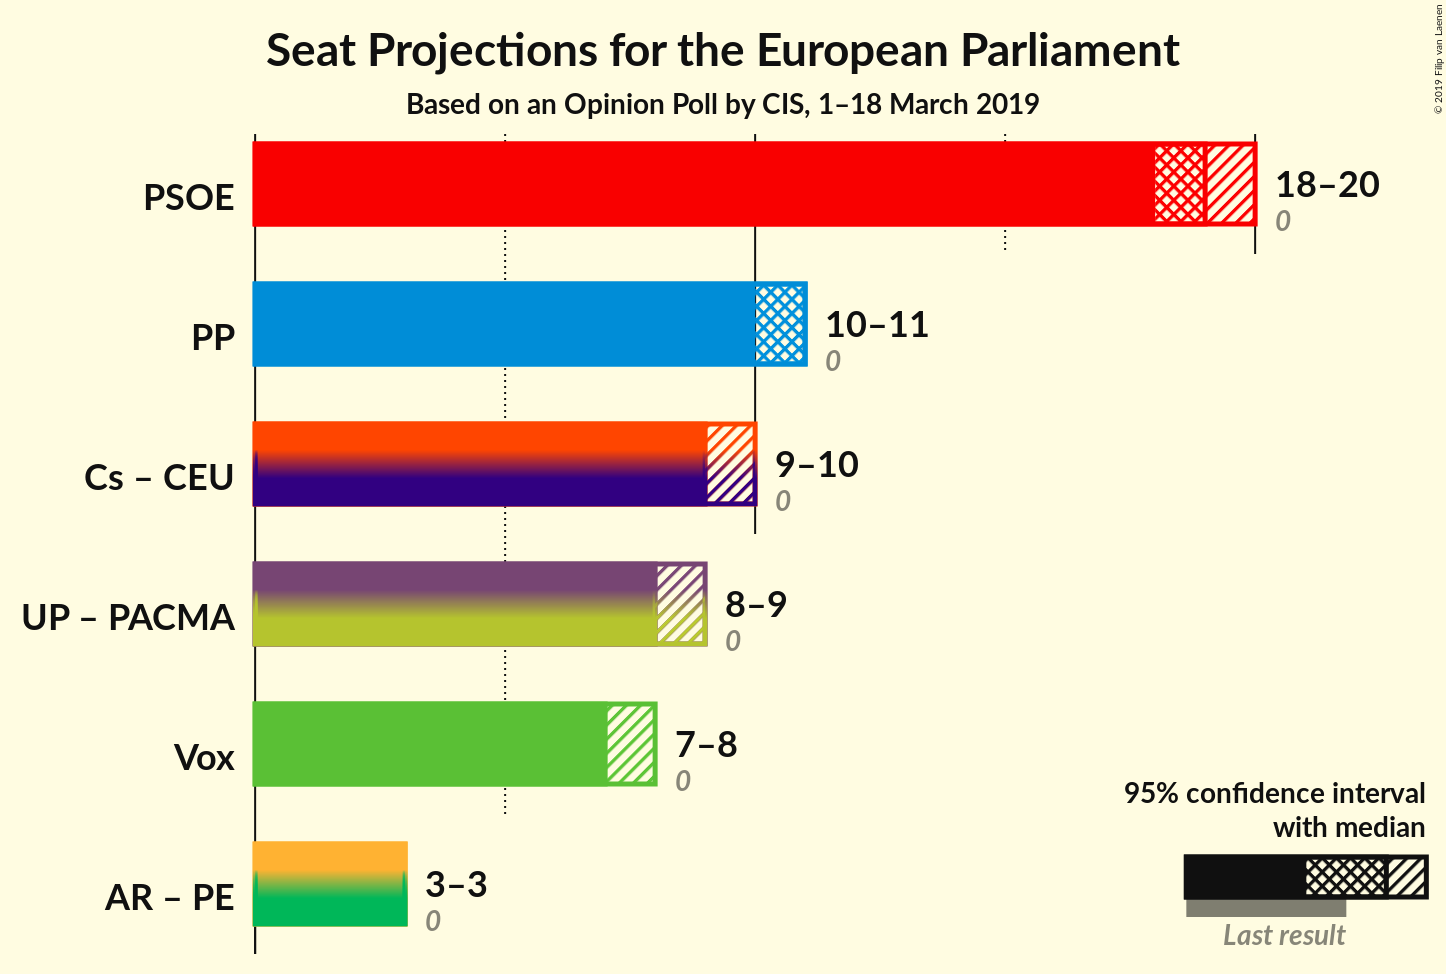 Seat Projections for the European Parliament
Based on an Opinion Poll by CIS, 1–18 March 2019
© 2019 Filip van Laenen
PSOE
18–20
0
PP
10–11
0
Cs – CEU
9–10
0
UP – PACMA
8–9
0
Vox
7–8
0
AR – PE
3–3
0
95% confidence interval
with median
Last result